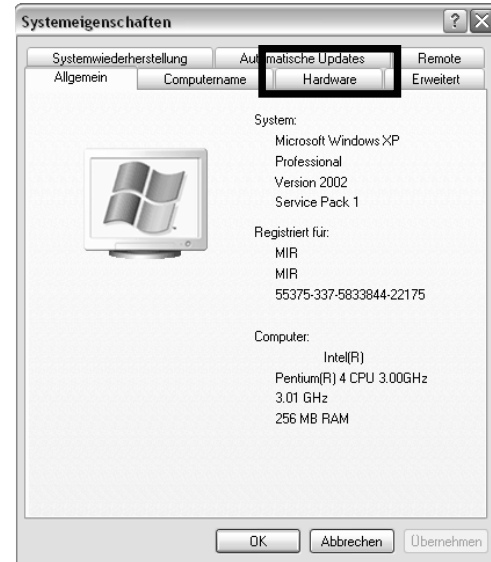 Systemeigenschaften
Systemwiederherstellung Automatische Updates Remote
Allgemein Computername Hardware Erweitert
System:
Microsoft Windows XP
Professional
Version 2002
Service Pack 1
Registriert für:
MIR
MIR
55375-337-5833844-22175
Computer:
Intel(R)
Pentium(R) 4 CPU 3.00GHz
3.01 GHz
256 MB RAM
OK Abbrechen Übernehmen